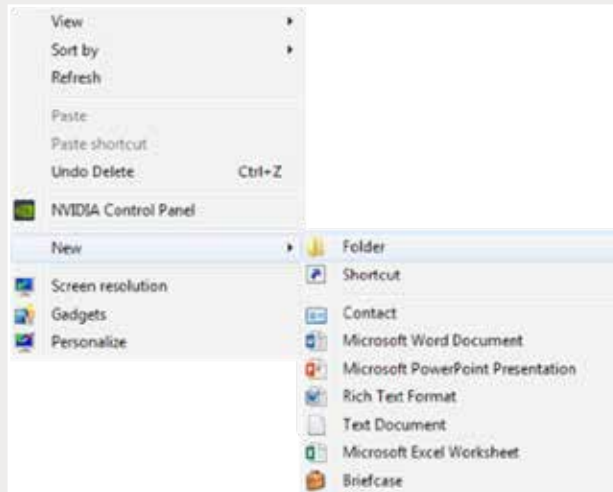 View
Sort by
Refresh
Paste
Paste shortcut
Undo Delete Ctrl+Z
NVIDIA Control Panel
New
Screen resolution
Gadgets
Personalize
Folder
Shortcut
Contact
Microsoft Word Document
Microsoft PowerPoint Presentation
Rich Text Format
Text Document
Microsoft Excel Worksheet
Briefcase